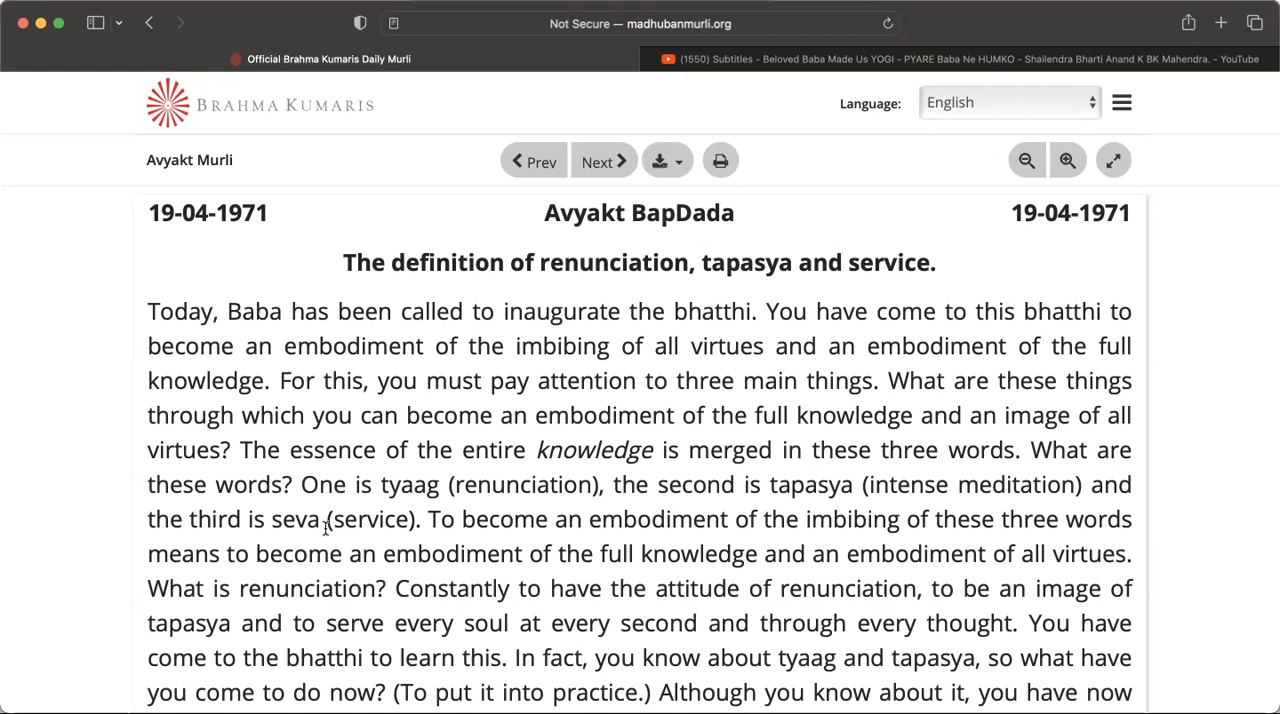 Not Secure — madhubanmurli.org
Official Brahma Kumaris Daily Murli
(1550) Subtitles - Beloved Baba Made Us YOGI - PYARE Baba Ne HUMKO - Shailendra Bharti Anand K BK Mahendra. - YouTube
BRAHMA KUMARIS
Language: English
Avyakt Murli
Prev Next
19-04-1971 Avyakt BapDada 19-04-1971
The definition of renunciation, tapasya and service.
Today, Baba has been called to inaugurate the bhatthi. You have come to this bhatthi to
become an embodiment of the imbibing of all virtues and an embodiment of the full
knowledge. For this, you must pay attention to three main things. What are these things
through which you can become an embodiment of the full knowledge and an image of all
virtues? The essence of the entire knowledge is merged in these three words. What are
these words? One is tyaag (renunciation), the second is tapasya (intense meditation) and
the third is seva (service). To become an embodiment of the imbibing of these three words
means to become an embodiment of the full knowledge and an embodiment of all virtues.
What is renunciation? Constantly to have the attitude of renunciation, to be an image of
tapasya and to serve every soul at every second and through every thought. You have
come to the bhatthi to learn this. In fact, you know about tyaag and tapasya, so what have
you come to do now? (To put it into practice.) Although you know about it, you have now